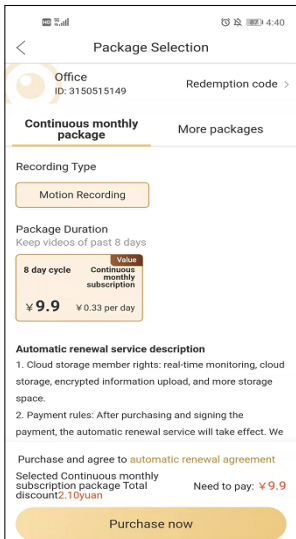 HD 5G 4:40
Package Selection
Office
ID: 3150515149
Redemption code >
Continuous monthly
package
More packages
Recording Type
Motion Recording
Package Duration
Keep videos of past 8 days
Value
8 day cycle
Continuous
monthly
subscription
¥9.9
¥0.33 per day
Automatic renewal service description
1. Cloud storage member rights: real-time monitoring, cloud
storage, encrypted information upload, and more storage
space.
2. Payment rules: After purchasing and signing the
payment, the automatic renewal service will take effect. We
Purchase and agree to automatic renewal agreement
Selected Continuous monthly
subscription package Total
discount2.10yuan
Need to pay: ¥9.9
Purchase now